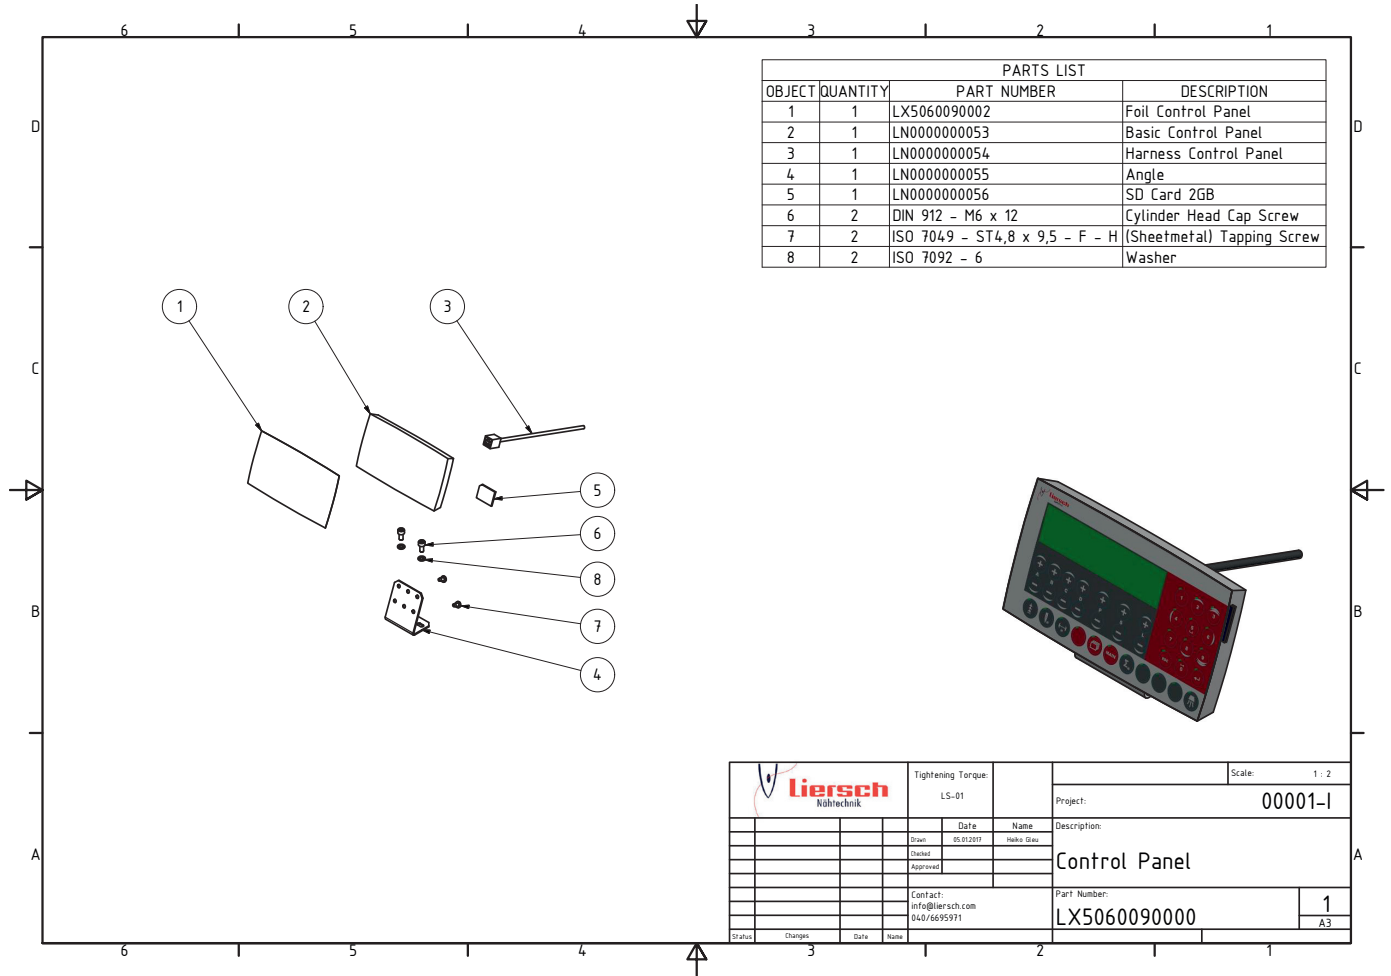 6 5 4 3 2 1
PARTS LIST
OBJECT QUANTITY PART NUMBER DESCRIPTION
1 1 LX5060090002 Foil Control Panel
2 1 LN0000000053 Basic Control Panel
3 1 LN0000000054 Harness Control Panel
4 1 LN0000000055 Angle
5 1 LN0000000056 SD Card 2GB
6 2 DIN 912 - M6 x 12 Cylinder Head Cap Screw
7 2 ISO 7049 - ST4,8 x 9,5 - F - H (Sheetmetal) Tapping Screw
8 2 ISO 7092 - 6 Washer
D D
1 2 3
C C
5
6
8
7
4
Liersch
B B
Liersch
Nähtechnik
Tightening Torque:
LS-01
Scale: 1 : 2
Project: 00001-I
Date Name
Drawn 05.01.2017 Heiko Gleu
Checked
Approved
Description:
Control Panel
A A
Contact:
info@liersch.com
040/6695971
Part Number:
LX5060090000
1
A3
Status Changes Date Name
6 5 4 3 2 1